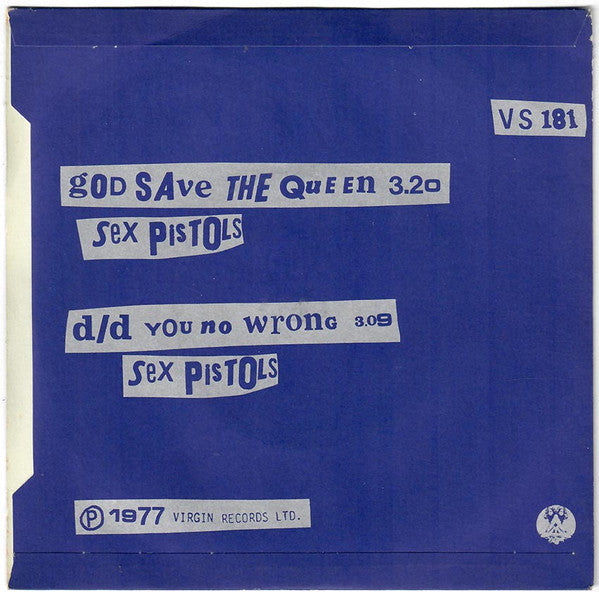 VS 181
gOD SAve THE QuEEn 3.20
Sex PisTOLS
d/d YOU no wrong 3.09
Sex PisTOLS
℗ 1977 VIRGIN RECORDS LTD.